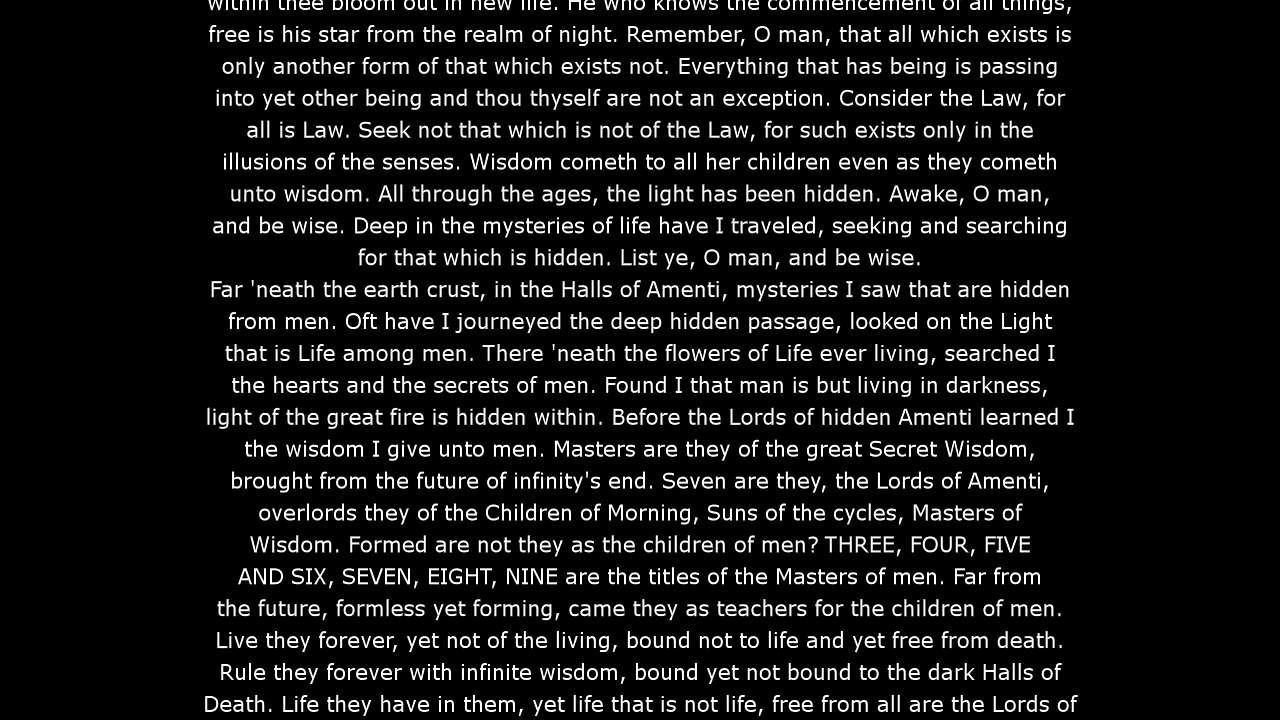 within thee bloom out in new life. He who knows the commencement of all things,
free is his star from the realm of night. Remember, O man, that all which exists is
only another form of that which exists not. Everything that has being is passing
into yet other being and thou thyself are not an exception. Consider the Law, for
all is Law. Seek not that which is not of the Law, for such exists only in the
illusions of the senses. Wisdom cometh to all her children even as they cometh
unto wisdom. All through the ages, the light has been hidden. Awake, O man,
and be wise. Deep in the mysteries of life have I traveled, seeking and searching
for that which is hidden. List ye, O man, and be wise.
Far 'neath the earth crust, in the Halls of Amenti, mysteries I saw that are hidden
from men. Oft have I journeyed the deep hidden passage, looked on the Light
that is Life among men. There 'neath the flowers of Life ever living, searched I
the hearts and the secrets of men. Found I that man is but living in darkness,
light of the great fire is hidden within. Before the Lords of hidden Amenti learned I
the wisdom I give unto men. Masters are they of the great Secret Wisdom,
brought from the future of infinity's end. Seven are they, the Lords of Amenti,
overlords they of the Children of Morning, Suns of the cycles, Masters of
Wisdom. Formed are not they as the children of men? THREE, FOUR, FIVE
AND SIX, SEVEN, EIGHT, NINE are the titles of the Masters of men. Far from
the future, formless yet forming, came they as teachers for the children of men.
Live they forever, yet not of the living, bound not to life and yet free from death.
Rule they forever with infinite wisdom, bound yet not bound to the dark Halls of
Death. Life they have in them, yet life that is not life, free from all are the Lords of